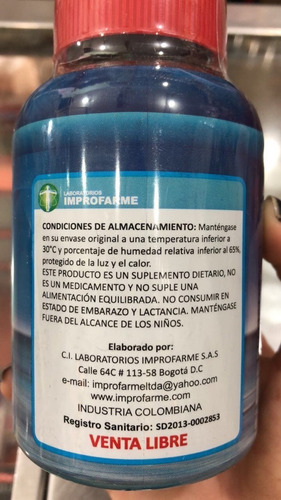 LABORATORIOS
IMPROFARME
CONDICIONES DE ALMACENAMIENTO: Manténgase
en su envase original a una temperatura inferior a
30°C y porcentaje de humedad relativa inferior al 65%,
protegido de la luz y el calor.
ESTE PRODUCTO ES UN SUPLEMENTO DIETARIO, NO
ES UN MEDICAMENTO Y NO SUPLE UNA
ALIMENTACIÓN EQUILIBRADA. NO CONSUMIR EN
ESTADO DE EMBARAZO Y LACTANCIA. MANTÉNGASE
FUERA DEL ALCANCE DE LOS NIÑOS.
Elaborado por:
C.I. LABORATORIOS IMPROFARME S.A.S
Calle 64C # 113-58 Bogotá D.C
e-mail: improfarmeltda@yahoo.com
www.improfarme.com
INDUSTRIA COLOMBIANA
Registro Sanitario: SD2013-0002853
VENTA LIBRE